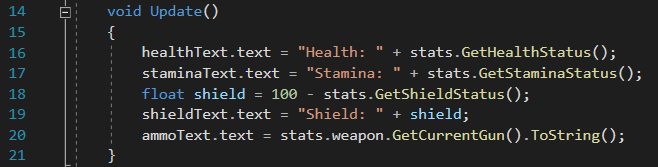 14 void Update()
15 {
16 healthText.text = "Health: " + stats.GetHealthStatus();
17 staminaText.text = "Stamina: " + stats.GetStaminaStatus();
18 float shield = 100 - stats.GetShieldStatus();
19 shieldText.text = "Shield: " + shield;
20 ammoText.text = stats.weapon.GetCurrentGun().ToString();
21 }